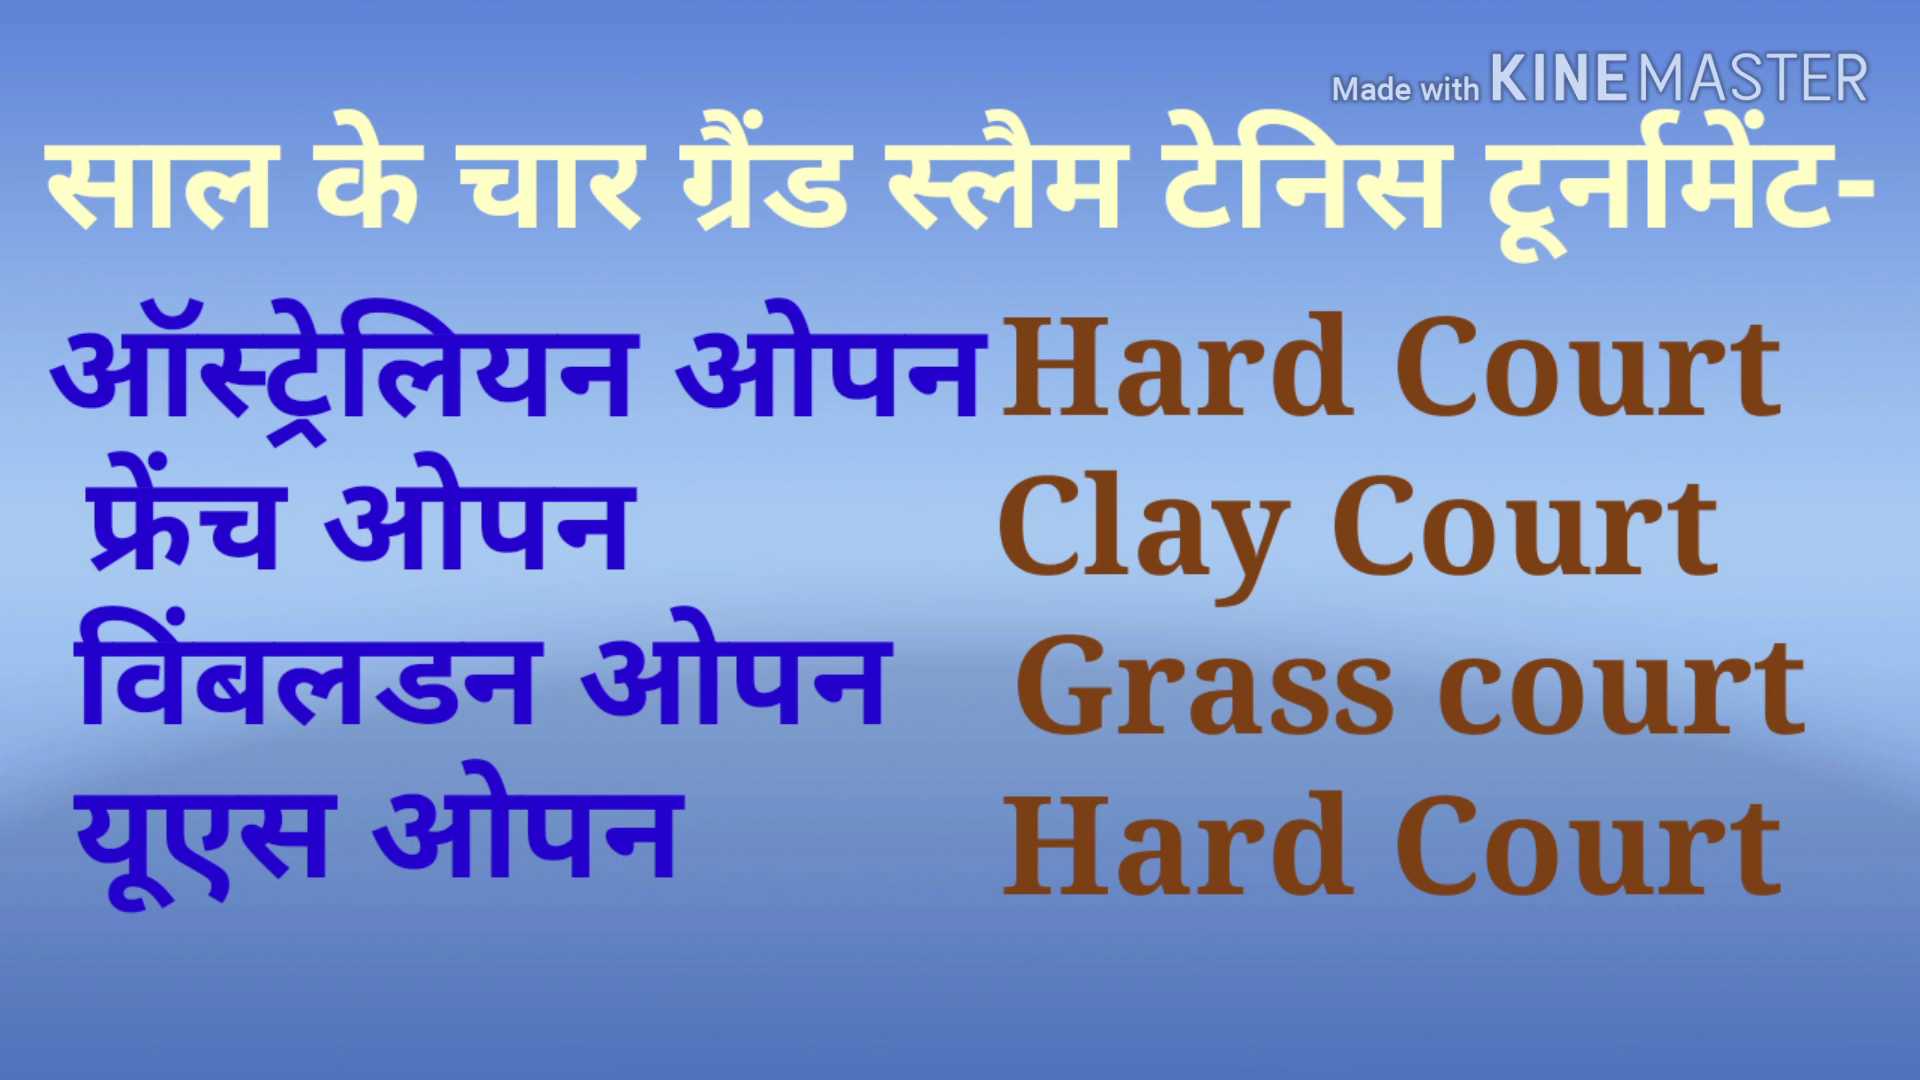 Made with KINEMASTER
साल के चार ग्रैंड स्लैम टेनिस टूर्नामेंट-
ऑस्ट्रेलियन ओपन Hard Court
फ्रेंच ओपन Clay Court
विंबलडन ओपन Grass court
यूएस ओपन Hard Court